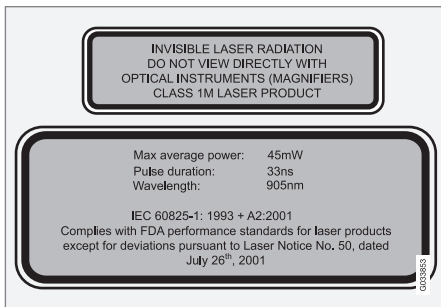 INVISIBLE LASER RADIATION
DO NOT VIEW DIRECTLY WITH
OPTICAL INSTRUMENTS (MAGNIFIERS)
CLASS 1M LASER PRODUCT
Max average power: 45mW
Pulse duration: 33ns
Wavelength: 905nm
IEC 60825-1: 1993 + A2:2001
Complies with FDA performance standards for laser products
except for deviations pursuant to Laser Notice No. 50, dated
July 26th, 2001
G033853